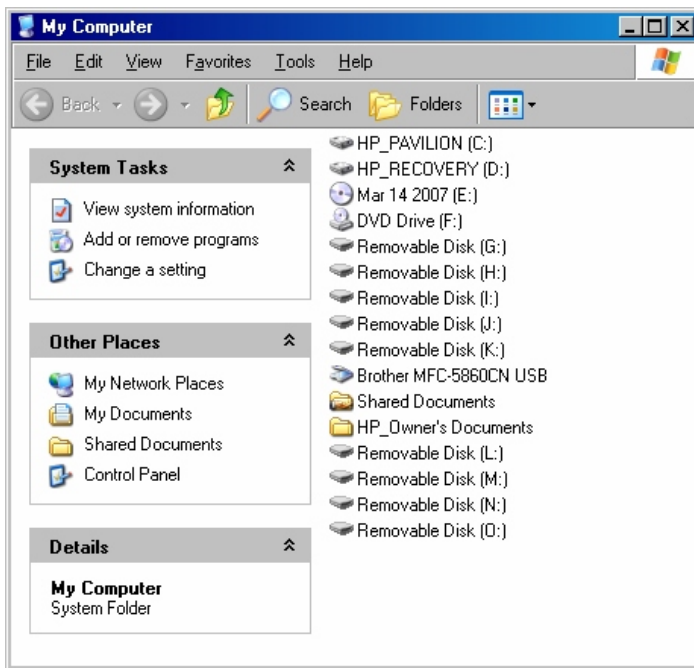 My Computer
File Edit View Favorites Tools Help
Back Search Folders
System Tasks
View system information
Add or remove programs
Change a setting
Other Places
My Network Places
My Documents
Shared Documents
Control Panel
Details
My Computer
System Folder
HP_PAVILION (C:)
HP_RECOVERY (D:)
Mar 14 2007 (E:)
DVD Drive (F:)
Removable Disk (G:)
Removable Disk (H:)
Removable Disk (I:)
Removable Disk (J:)
Removable Disk (K:)
Brother MFC-5860CN USB
Shared Documents
HP_Owner's Documents
Removable Disk (L:)
Removable Disk (M:)
Removable Disk (N:)
Removable Disk (O:)